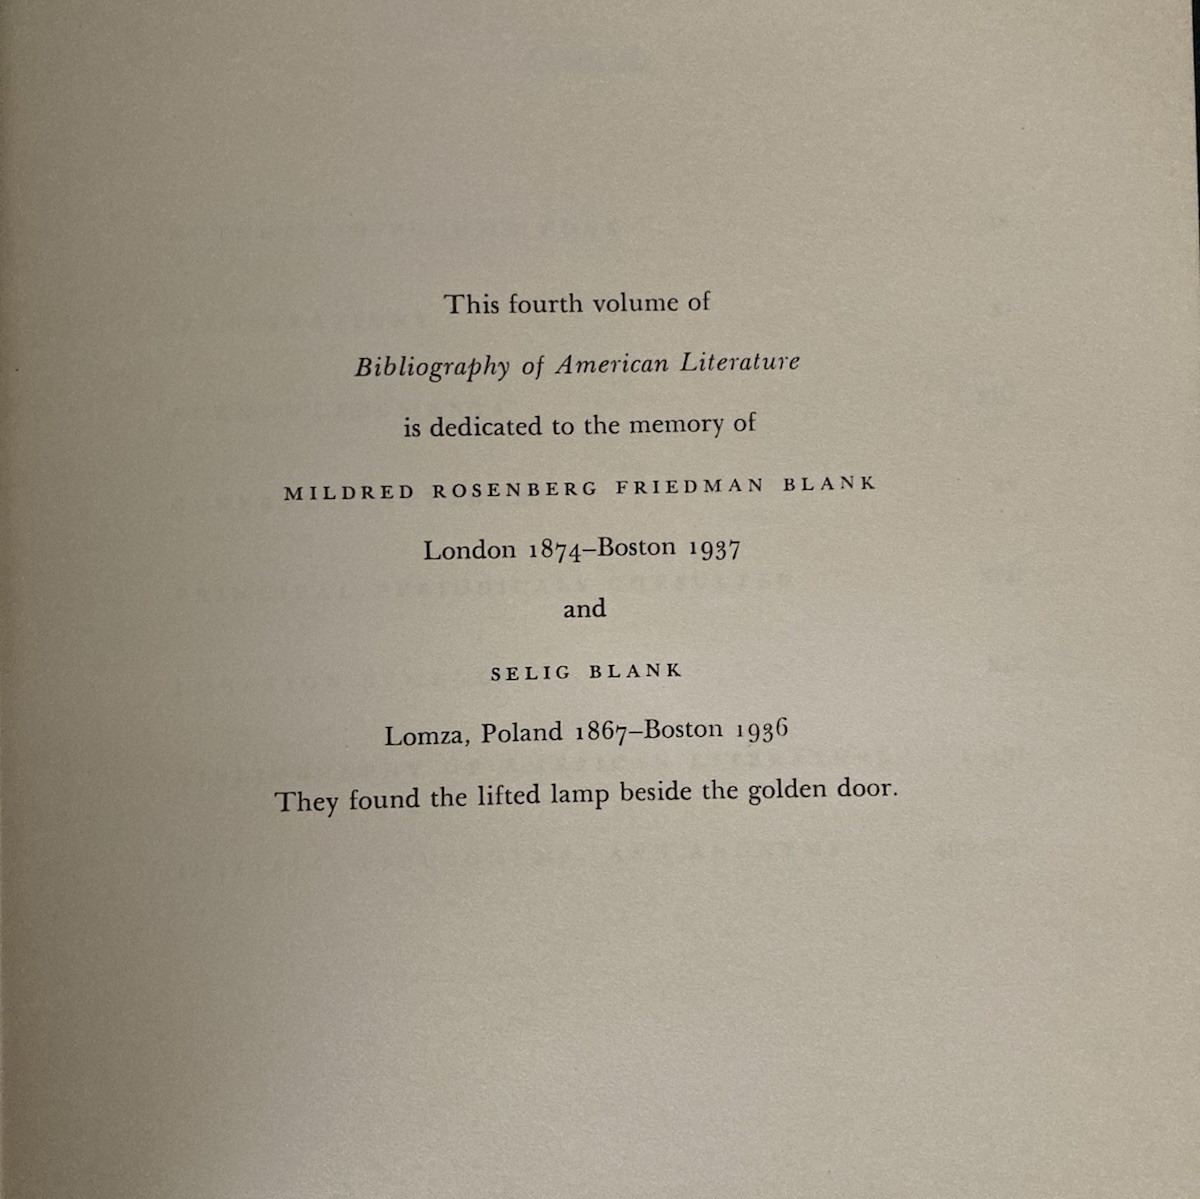 This fourth volume of
Bibliography of American Literature
is dedicated to the memory of
MILDRED ROSENBERG FRIEDMAN BLANK
London 1874–Boston 1937
and
SELIG BLANK
Lomza, Poland 1867–Boston 1936
They found the lifted lamp beside the golden door.